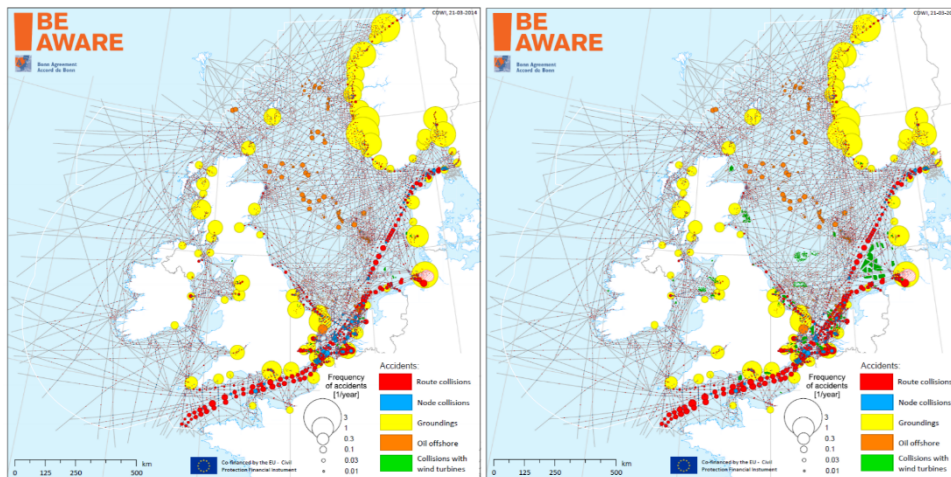 COWI, 21-03-2014
BE
AWARE
Bonn Agreement
Accord de Bonn
Frequency
of accidents
[1/year]
3
1
0.3
0.1
0.03
0.01
Accidents:
Route collisions
Node collisions
Groundings
Oil offshore
Collisions with
wind turbines
0 125 250 500
km
Co-financed by the EU - Civil
Protection Financial Instrument
COWI, 21-03-20
BE
AWARE
Bonn Agreement
Accord de Bonn
Frequency
of accidents
[1/year]
3
1
0.3
0.1
0.03
0.01
Accidents:
Route collisions
Node collisions
Groundings
Oil offshore
Collisions with
wind turbines
0 125 250 500
km
Co-financed by the EU - Civil
Protection Financial Instrument